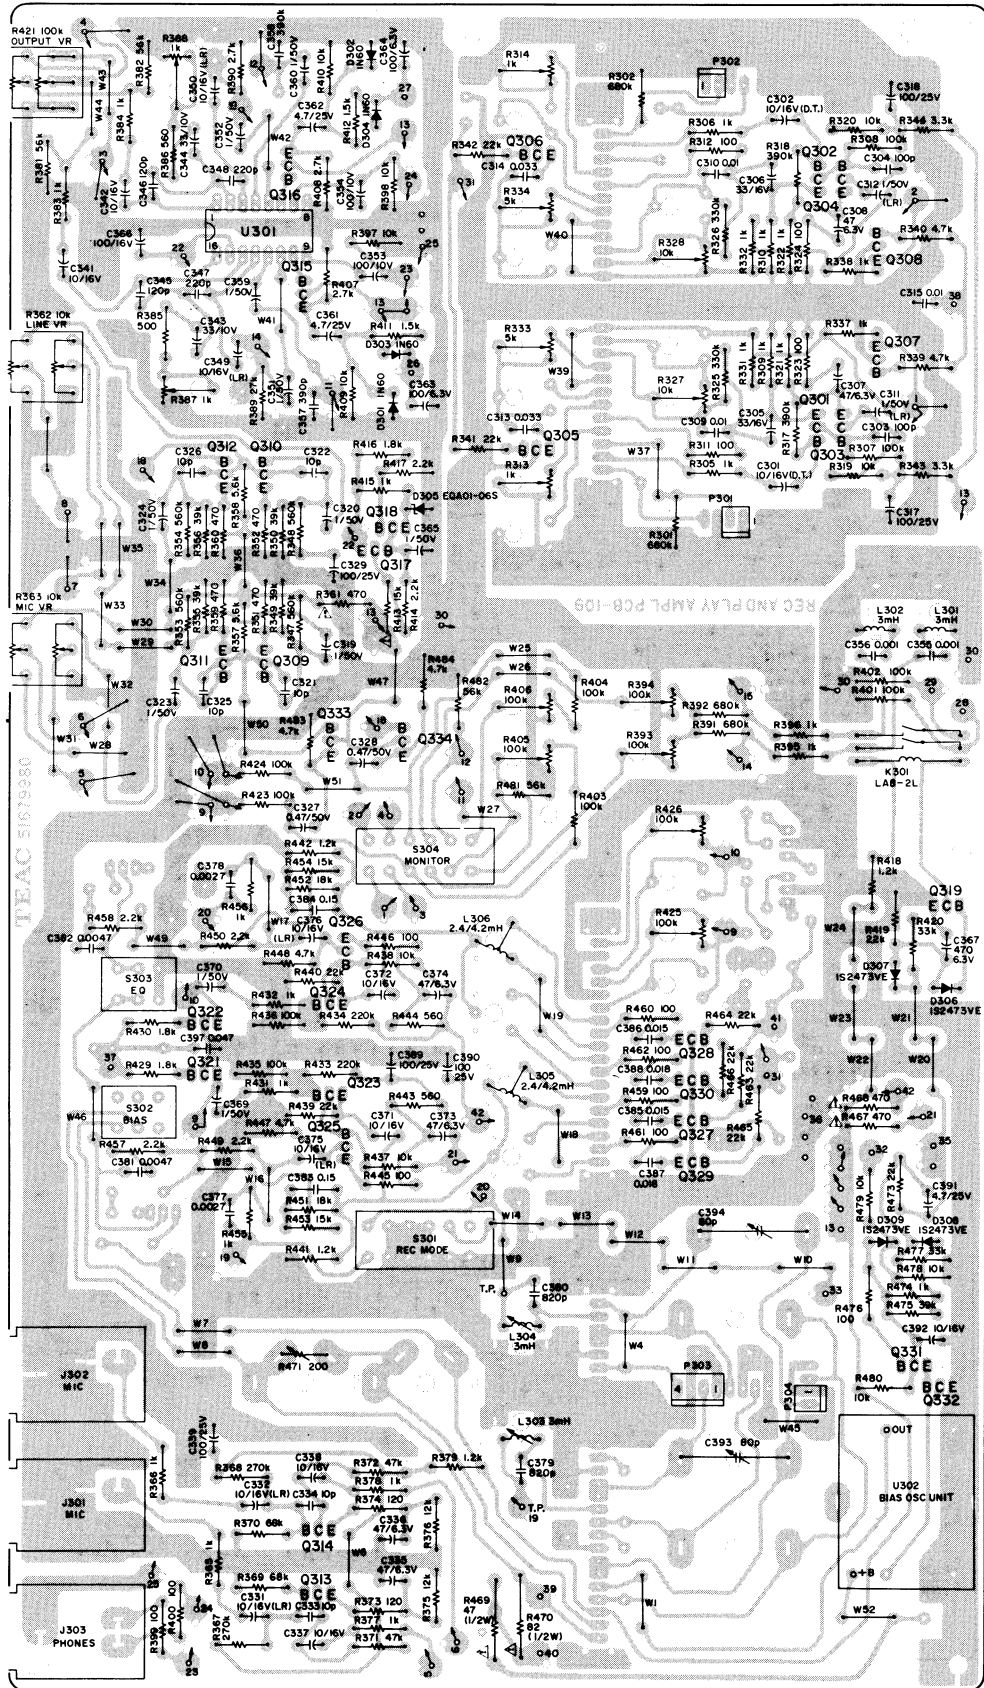 R421 100k
OUTPUT VR
R382 56k
R388
1k
C350
10/16V(LR)
R390 2.7k
C358
390k
C360 1/50V
R410 10k
D302
IN60
C364
100/6.3V
R314
1k
R302
680k
P302
C318
100/25V
W43
W44
R384 1k
R386 560
C344 33/10V
C352
1/50V
C362
4.7/25V
R412 1.5k
D304 IN60
R342 22k
Q306
BCE
C314 0.033
R306 1k
R312 100
C310 0.01
C302
10/16V(D.T.)
R320 10k
R346 3.3k
R308 100k
C304 100p
R381 56k
R383 1k
C342
10/16V
C346 120p
C348 220p
W42
Q316
R408 2.7k
C354
100/10V
R398 10k
R334
5k
C306
33/16V
R318
390k
Q302
Q304
C312 1/50V
(LR)
C308
47
6.3V
C366
100/16V
U301
R397 10k
W40
R328
10k
R326 330k
R332 1k
R310 1k
R322 1k
R324 100
R340 4.7k
R338 1k
Q308
C341
10/16V
C345
120p
C347
220p
C359
1/50V
Q315
C353
100/10V
R407
2.7k
C315 0.01
R362 10k
LINE VR
R385
500
C343
33/10V
W41
C361
4.7/25V
R411 1.5k
D303 IN60
R333
5k
W39
R337 1k
Q307
R339 4.7k
C349
10/16V
(LR)
R387 1k
R389 27k
C351
1/50V
C357 390p
R409 10k
D301 IN60
C363
100/6.3V
R327
10k
R325 330k
R331 1k
R309 1k
R321 1k
R323 100
C307
47/6.3V
C311
1/50V
(LR)
C303 100p
C313 0.033
Q305
BCE
C309 0.01
C305
33/16V
R317 390k
Q301
Q303
R307 100k
R341 22k
R313
1k
W37
R311 100
R305 1k
C301
10/16V(D.T.)
R319 10k
R343 3.3k
C326
10p
Q312
Q310
C322
10p
R416 1.8k
R417 2.2k
R415 1k
D305 EQA01-06S
R358 5.6k
C324
1/50V
R354 560k
R356 39k
R360 470
R352 470
R350 39k
R348 560k
C320
1/50V
Q318
BCE
C365
1/50V
ECB
Q317
R301
680k
P301
C317
100/25V
W35
W34
W36
C329
100/25V
R363 10k
MIC VR
W33
W30
W29
R353 560k
R355 39k
R359 470
R357 5.6k
R351 470
R349 39k
R347 560k
R361 470
R413 15k
R414 2.2k
REC AND PLAY AMPL PCB-109
L302
3mH
L301
3mH
C319
1/50V
C356 0.001
C355 0.001
Q311
Q309
W32
C323
1/50V
C325
10p
C321
10p
W47
R484
4.7k
R482
56k
W25
W26
R406
100k
R404
100k
R394
100k
R392 680k
R391 680k
R402 100k
R401 100k
W31
W28
W50
R483
4.7k
Q333
C328
0.47/50V
Q334
R405
100k
R393
100k
R396 1k
R395 1k
K301
LAB-2L
R424 100k
R423 100k
W51
R481 56k
R403
100k
C327
0.47/50V
W27
R426
100k
TEAC 51679980
R442 1.2k
R454 15k
R452 18k
C384 0.15
S304
MONITOR
C378
0.0027
R456
1k
W17
C376
10/16V
(LR)
Q326
L306
2.4/4.2mH
R425
100k
R418
1.2k
Q319
ECB
R420
33k
R419
22k
W24
C367
470
6.3V
R458 2.2k
C382 0.0047
W49
R450 2.2k
R446 100
R438 10k
R448 4.7k
R440 22k
S303
EQ
C370
1/50V
R432 1k
R436 100k
Q324
BCE
C372
10/16V
C374
47/6.3V
R434 220k
R444 560
D307
1S2473VE
D306
1S2473VE
W19
W23
W21
Q322
BCE
R430 1.8k
C397 0.047
Q321
BCE
R429 1.8k
R435 100k
R433 220k
R431 1k
Q323
BCE
C389
100/25V
C390
100
25V
L305
2.4/4.2mH
R460 100
C386 0.015
R464 22k
ECB
Q328
R462 100
C388 0.018
ECB
Q330
R466 22k
R463 22k
W22
W20
W46
S302
BIAS
C369
1/50V
R439 22k
R447 4.7k
Q325
R443 560
C371
10/16V
C373
47/6.3V
R459 100
C385 0.015
ECB
Q327
R461 100
R465
22k
R468 470
R467 470
R457 2.2k
C381 0.0047
R449 2.2k
W15
C375
10/16V
(LR)
R437 10k
R445 100
W18
C387
0.018
ECB
Q329
C377
0.0027
W16
C383 0.15
R451 18k
R453 15k
R455
1k
R441 1.2k
S301
REC MODE
W14
W13
W12
W9
C394
80p
R479 10k
R473 22k
C391
4.7/25V
D309
1S2473VE
D308
1S2473VE
R477 33k
R478 10k
W11
W10
T.P.
C380
820p
L304
3mH
R476
100
R474 1k
R475 39k
C392 10/16V
W7
W8
R471 200
W4
J302
MIC
P303
4 1
P304
1
Q331
BCE
R480
10k
BCE
Q332
C339
100/25V
L303 3mH
W45
OUT
R366 1k
R368 270k
C338
10/16V
R372 47k
R378 1k
R379 1.2k
C379
820p
C393 80p
J301
MIC
C332
10/16V(LR)
C334 10p
R374 120
T.P.
19
U302
BIAS OSC UNIT
R370 68k
BCE
Q314
C336
47/6.3V
R376 12k
R365 1k
W6
R369 68k
Q313
BCE
C335
47/6.3V
R375 12k
+B
J303
PHONES
R399 100
R400 100
R367
270k
C331
10/16V(LR)
C333 10p
R373 120
R377 1k
C337 10/16V
R371 47k
R469
47
(1/2W)
R470
82
(1/2W)
W1
W52